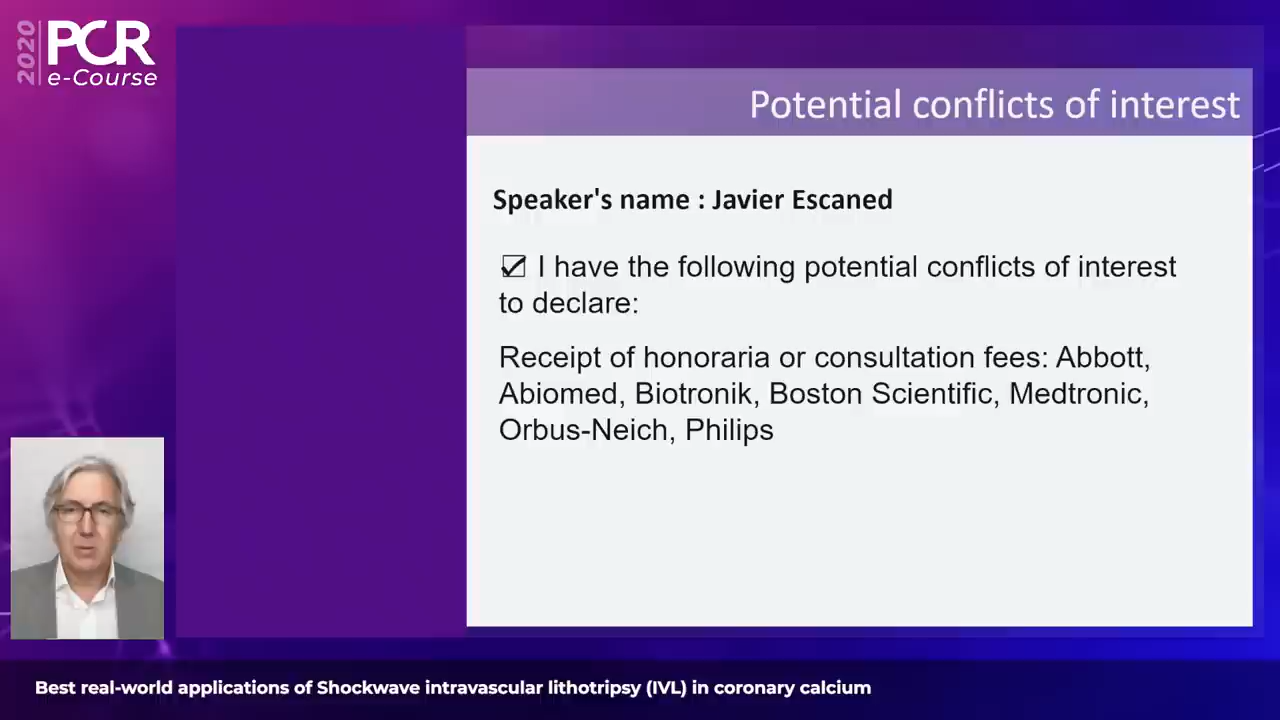 2020
PCR
e-Course
Potential conflicts of interest
Speaker's name : Javier Escaned
☑ I have the following potential conflicts of interest
to declare:
Receipt of honoraria or consultation fees: Abbott,
Abiomed, Biotronik, Boston Scientific, Medtronic,
Orbus-Neich, Philips
Best real-world applications of Shockwave intravascular lithotripsy (IVL) in coronary calcium